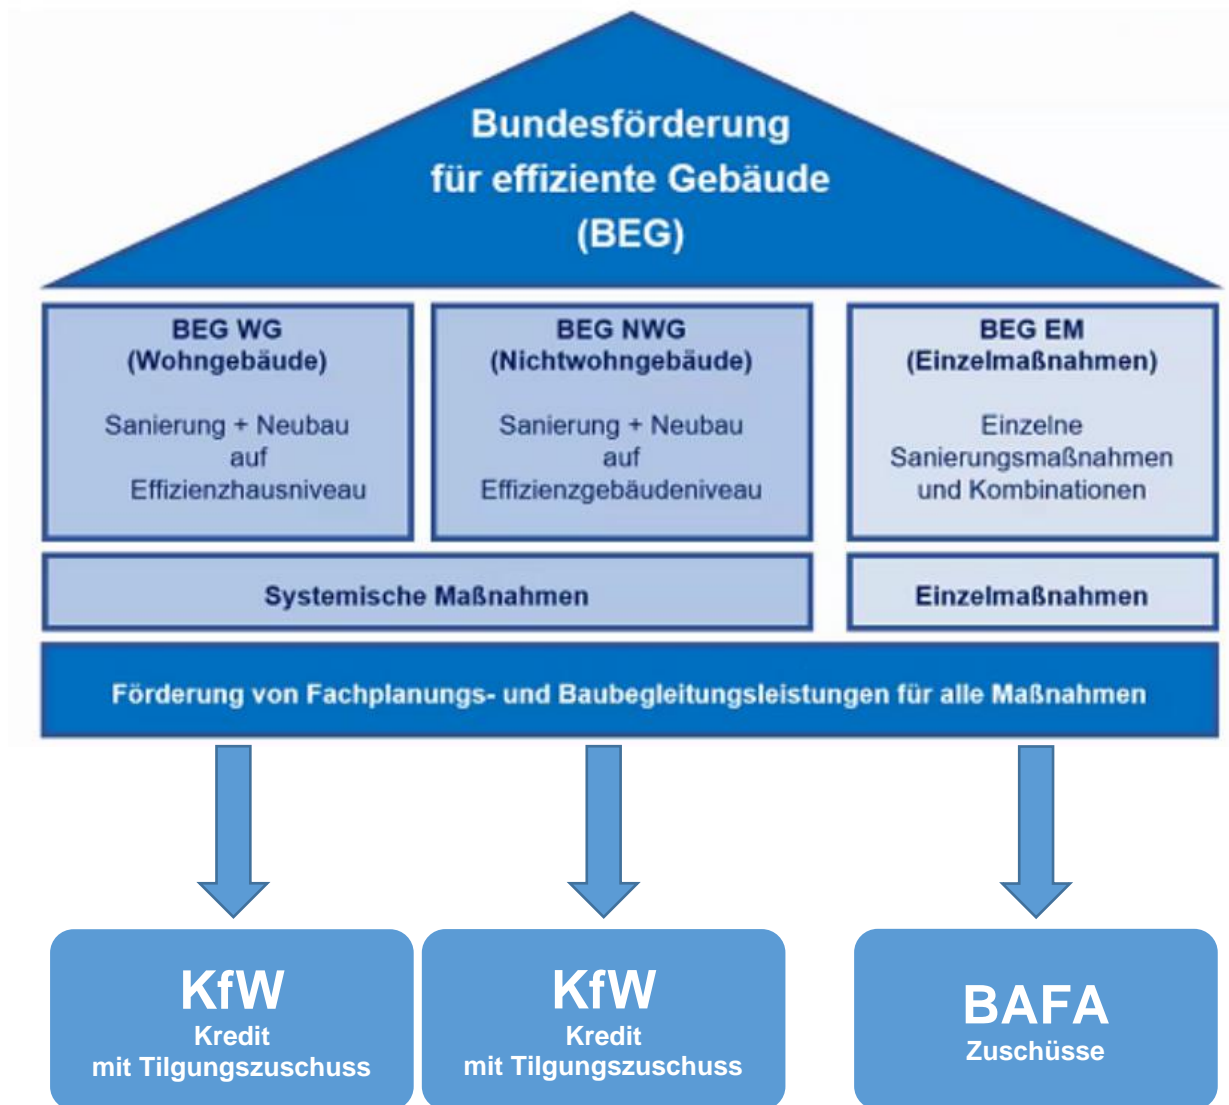 Bundesförderung
für effiziente Gebäude
(BEG)
BEG WG
(Wohngebäude)
Sanierung + Neubau
auf
Effizienzhausniveau
BEG NWG
(Nichtwohngebäude)
Sanierung + Neubau
auf
Effizienzgebäudeniveau
BEG EM
(Einzelmaßnahmen)
Einzelne
Sanierungsmaßnahmen
und Kombinationen
Systemische Maßnahmen
Einzelmaßnahmen
Förderung von Fachplanungs- und Baubegleitungsleistungen für alle Maßnahmen
KfW
Kredit
mit Tilgungszuschuss
KfW
Kredit
mit Tilgungszuschuss
BAFA
Zuschüsse